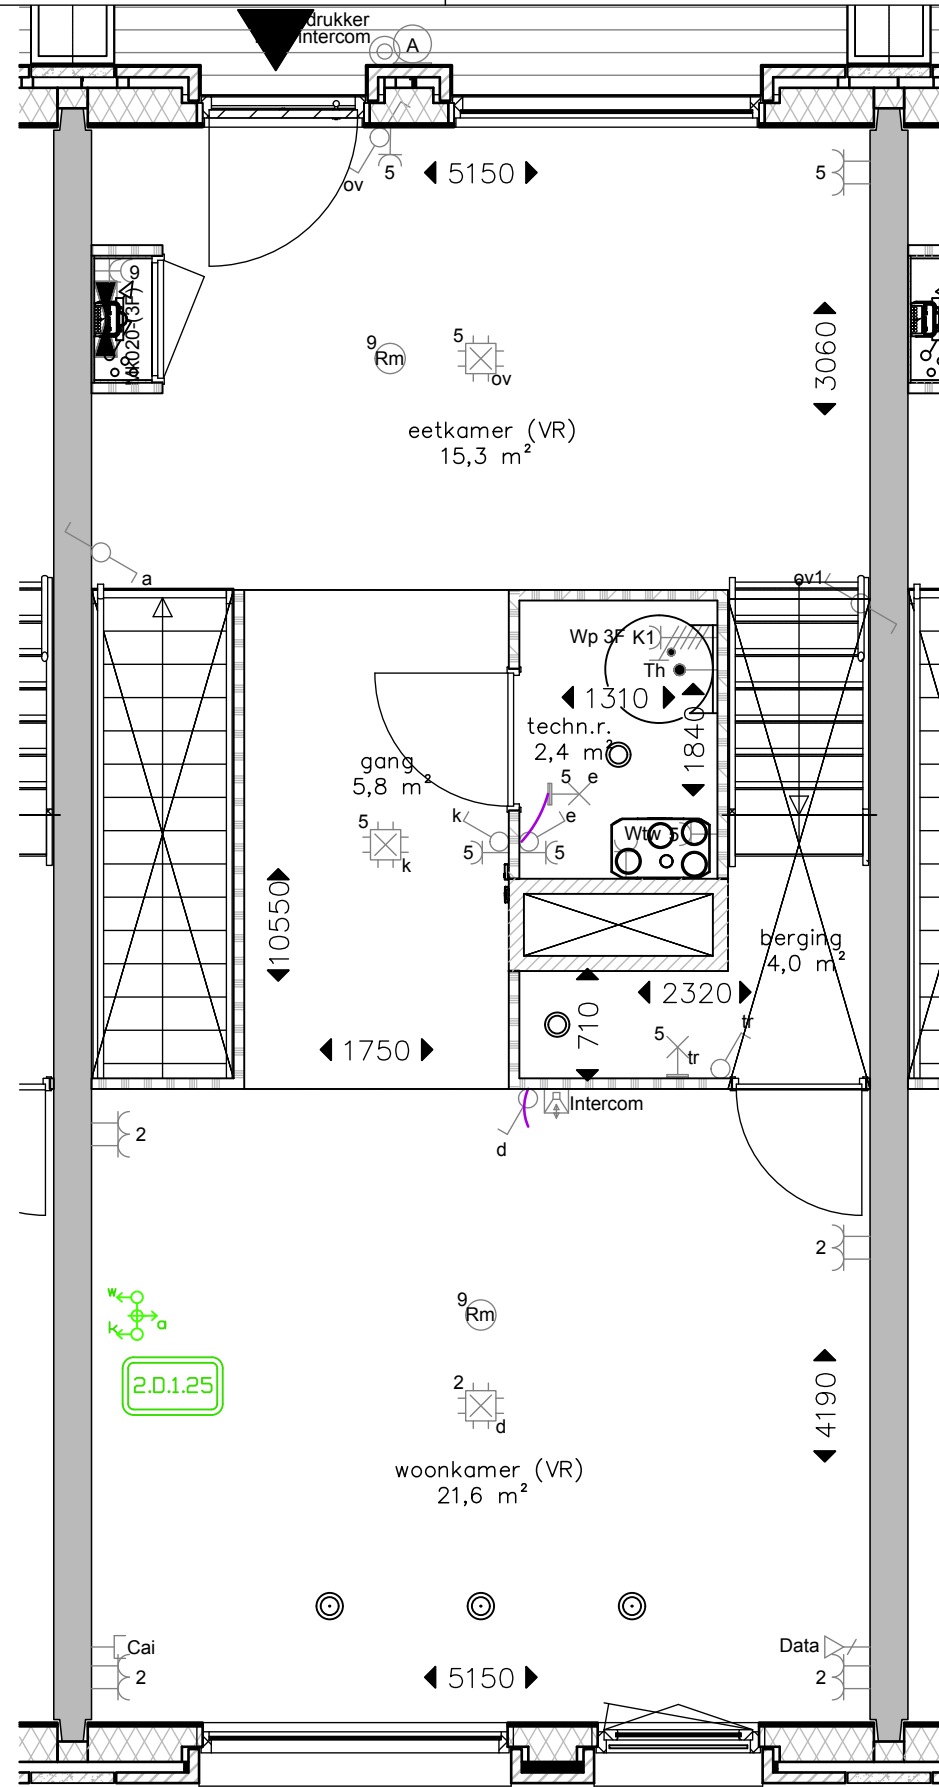 drukker
intercom
A
ov
5
5150
5
9
Mk020-(3F)
9
Rm
5
ov
3060
eetkamer (VR)
15,3 m²
a
ov1
Wp 3F K1
Th
1310
1840
techn.r.
2,4 m²
gang
5,8 m²
5 e
k
e
5
k
5
5
Wtw 5
10550
berging
4,0 m²
2320
710
1750
5
tr
tr
Intercom
d
2
2
w
a
k
9
Rm
2.D.1.25
2
d
4190
woonkamer (VR)
21,6 m²
Cai
2
Data
2
5150